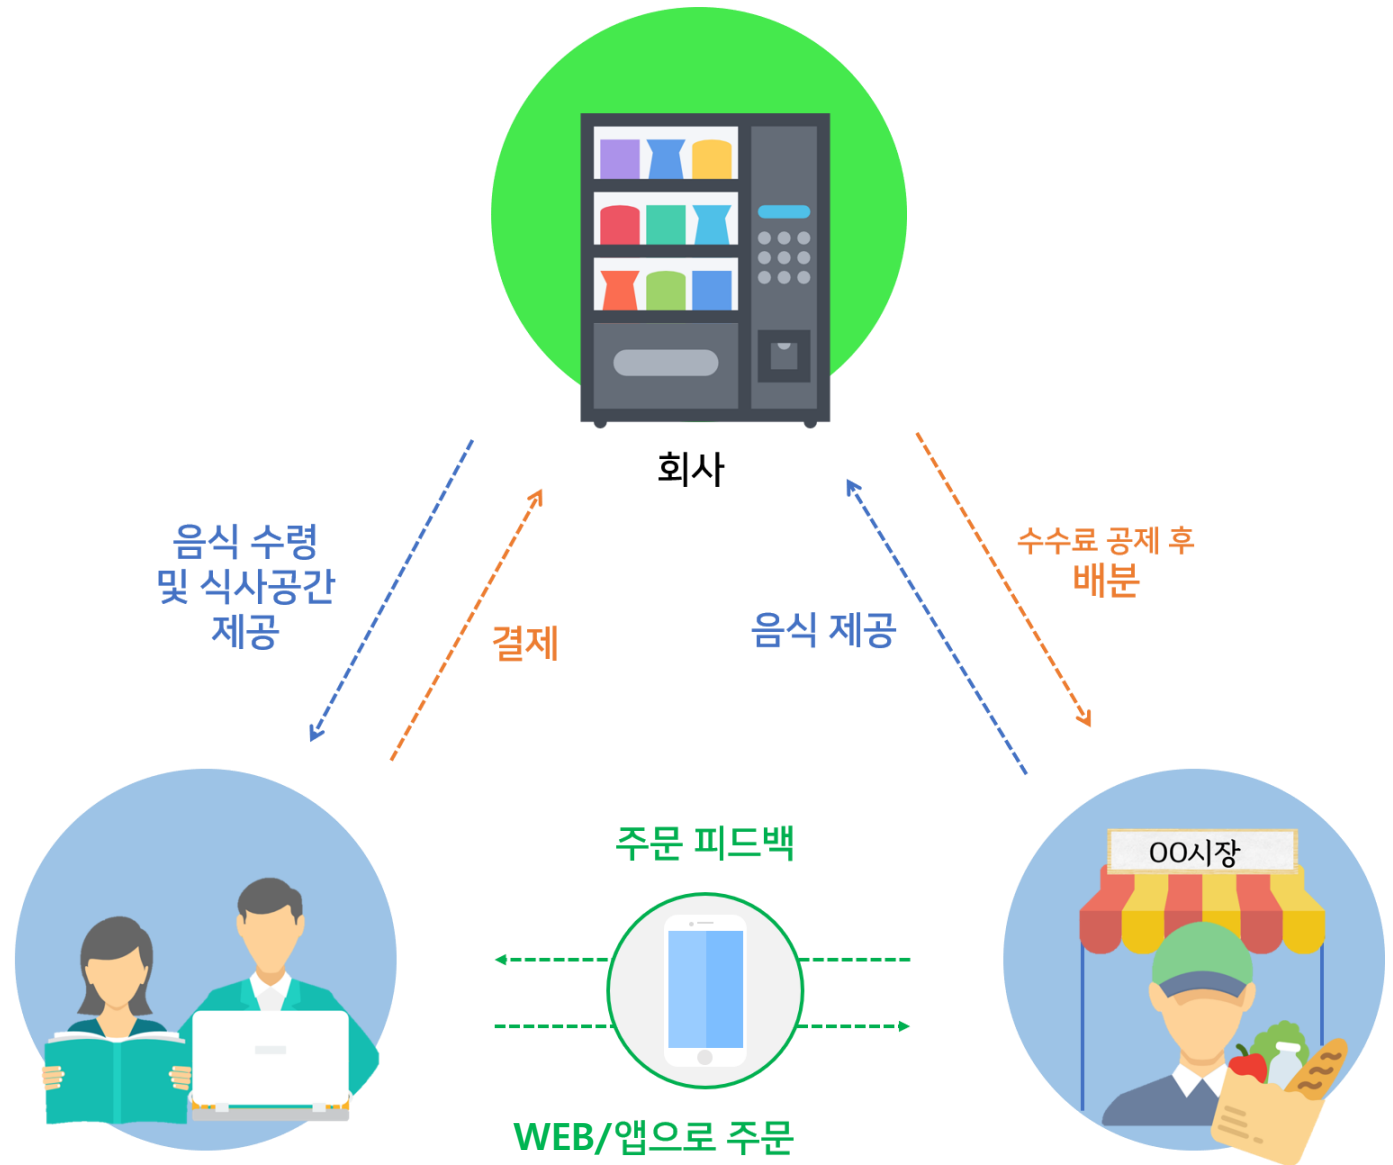 회사
음식 수령
및 식사공간
제공
결제
음식 제공
수수료 공제 후
배분
주문 피드백
OO시장
WEB/앱으로 주문